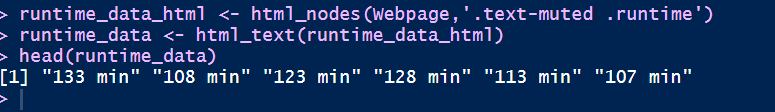 > runtime_data_html <- html_nodes(Webpage,'.text-muted .runtime')
> runtime_data <- html_text(runtime_data_html)
> head(runtime_data)
[1] "133 min" "108 min" "123 min" "128 min" "113 min" "107 min"
>